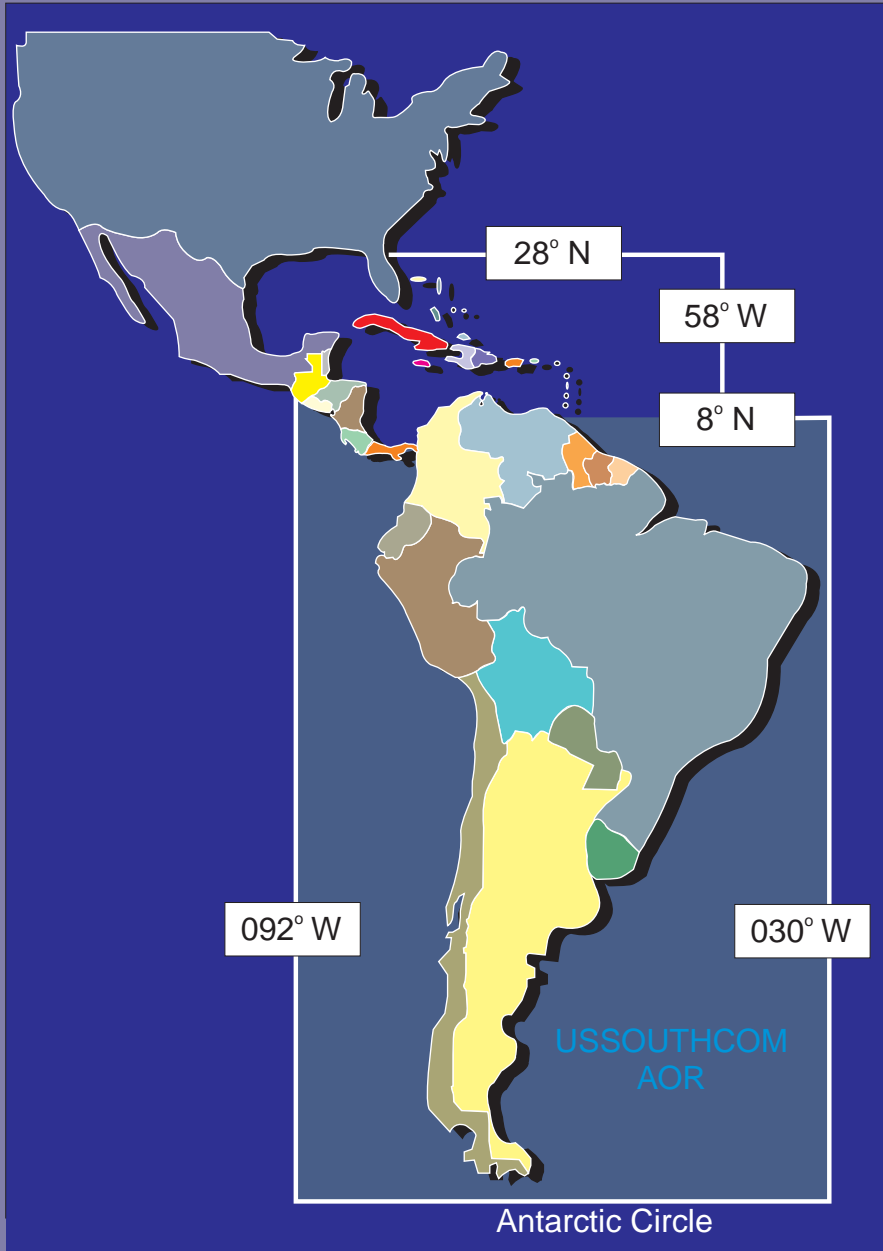 28° N
58° W
8° N
092° W
030° W
USSOUTHCOM
AOR
Antarctic Circle